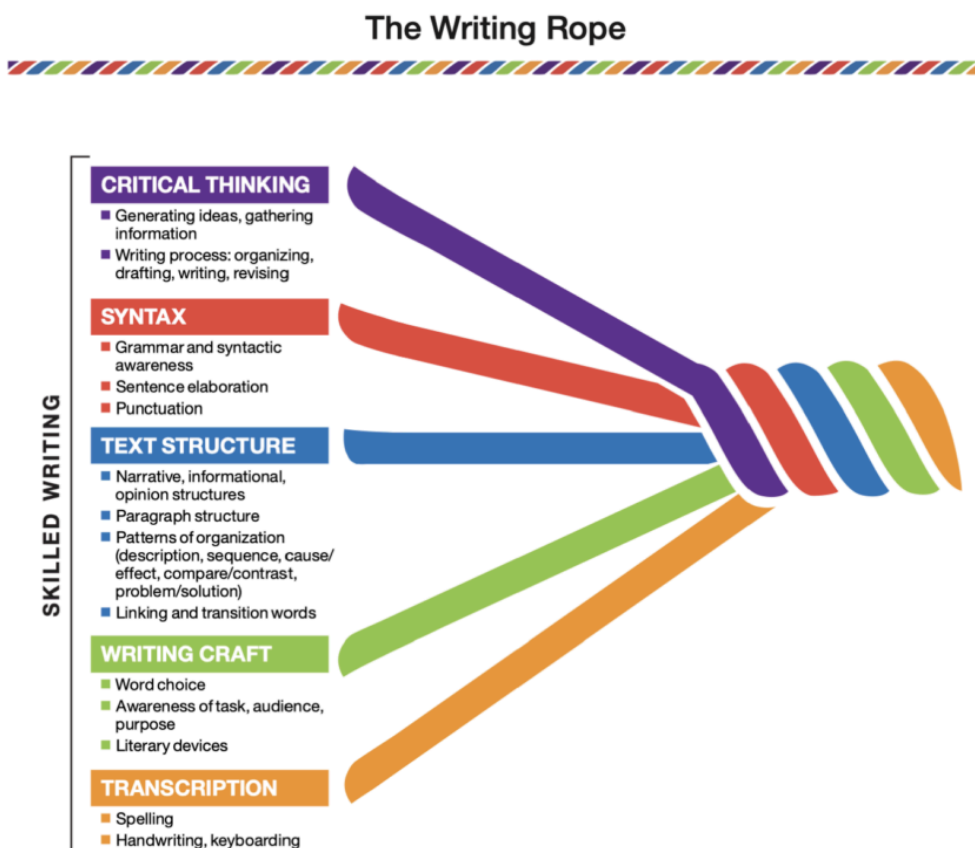 The Writing Rope
SKILLED WRITING
CRITICAL THINKING
Generating ideas, gathering
information
Writing process: organizing,
drafting, writing, revising
SYNTAX
Grammar and syntactic
awareness
Sentence elaboration
Punctuation
TEXT STRUCTURE
Narrative, informational,
opinion structures
Paragraph structure
Patterns of organization
(description, sequence, cause/
effect, compare/contrast,
problem/solution)
Linking and transition words
WRITING CRAFT
Word choice
Awareness of task, audience,
purpose
Literary devices
TRANSCRIPTION
Spelling
Handwriting, keyboarding